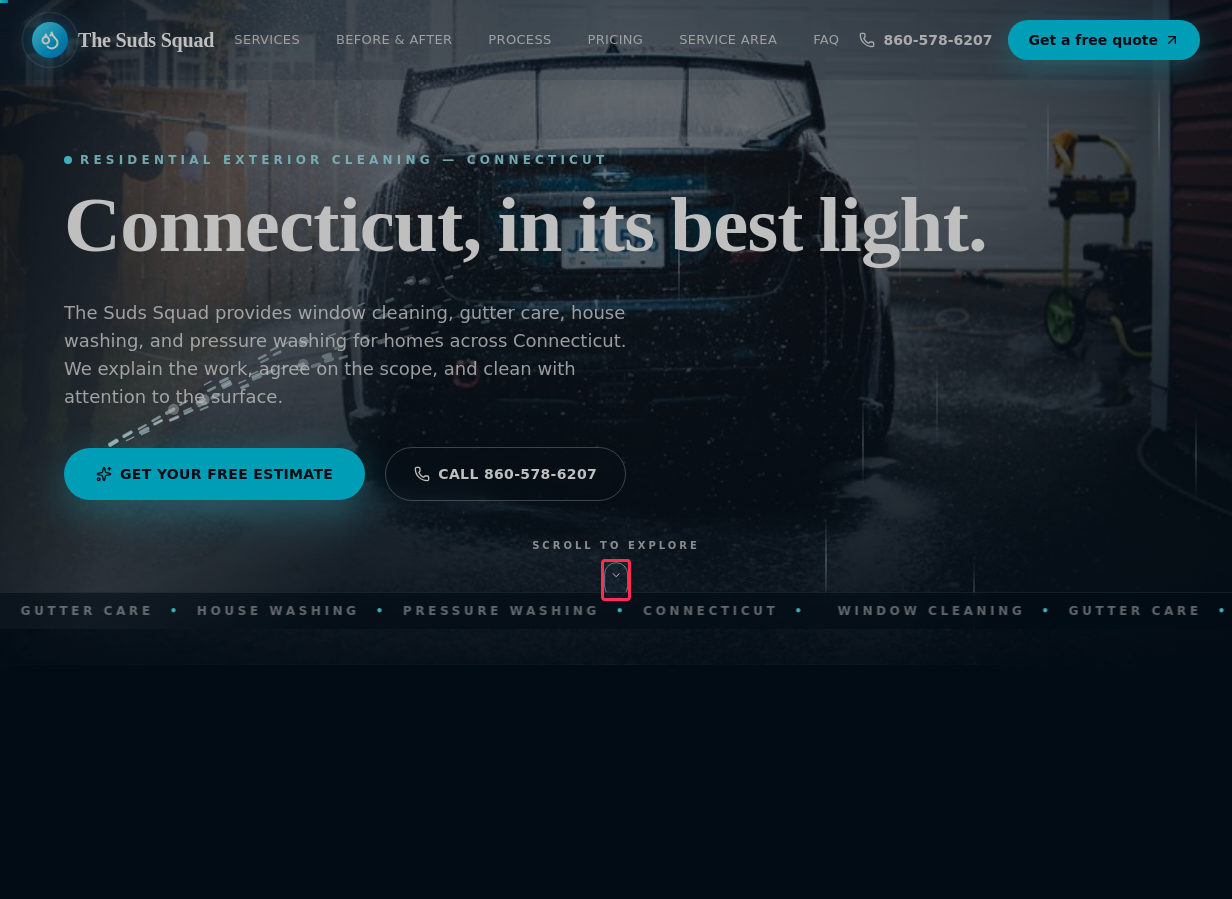 The Suds Squad
SERVICES
BEFORE & AFTER
PROCESS
PRICING
SERVICE AREA
FAQ
860-578-6207
Get a free quote
RESIDENTIAL EXTERIOR CLEANING — CONNECTICUT
Connecticut, in its best light.
The Suds Squad provides window cleaning, gutter care, house
washing, and pressure washing for homes across Connecticut.
We explain the work, agree on the scope, and clean with
attention to the surface.
GET YOUR FREE ESTIMATE
CALL 860-578-6207
SCROLL TO EXPLORE
GUTTER CARE • HOUSE WASHING • PRESSURE WASHING • CONNECTICUT • WINDOW CLEANING • GUTTER CARE •